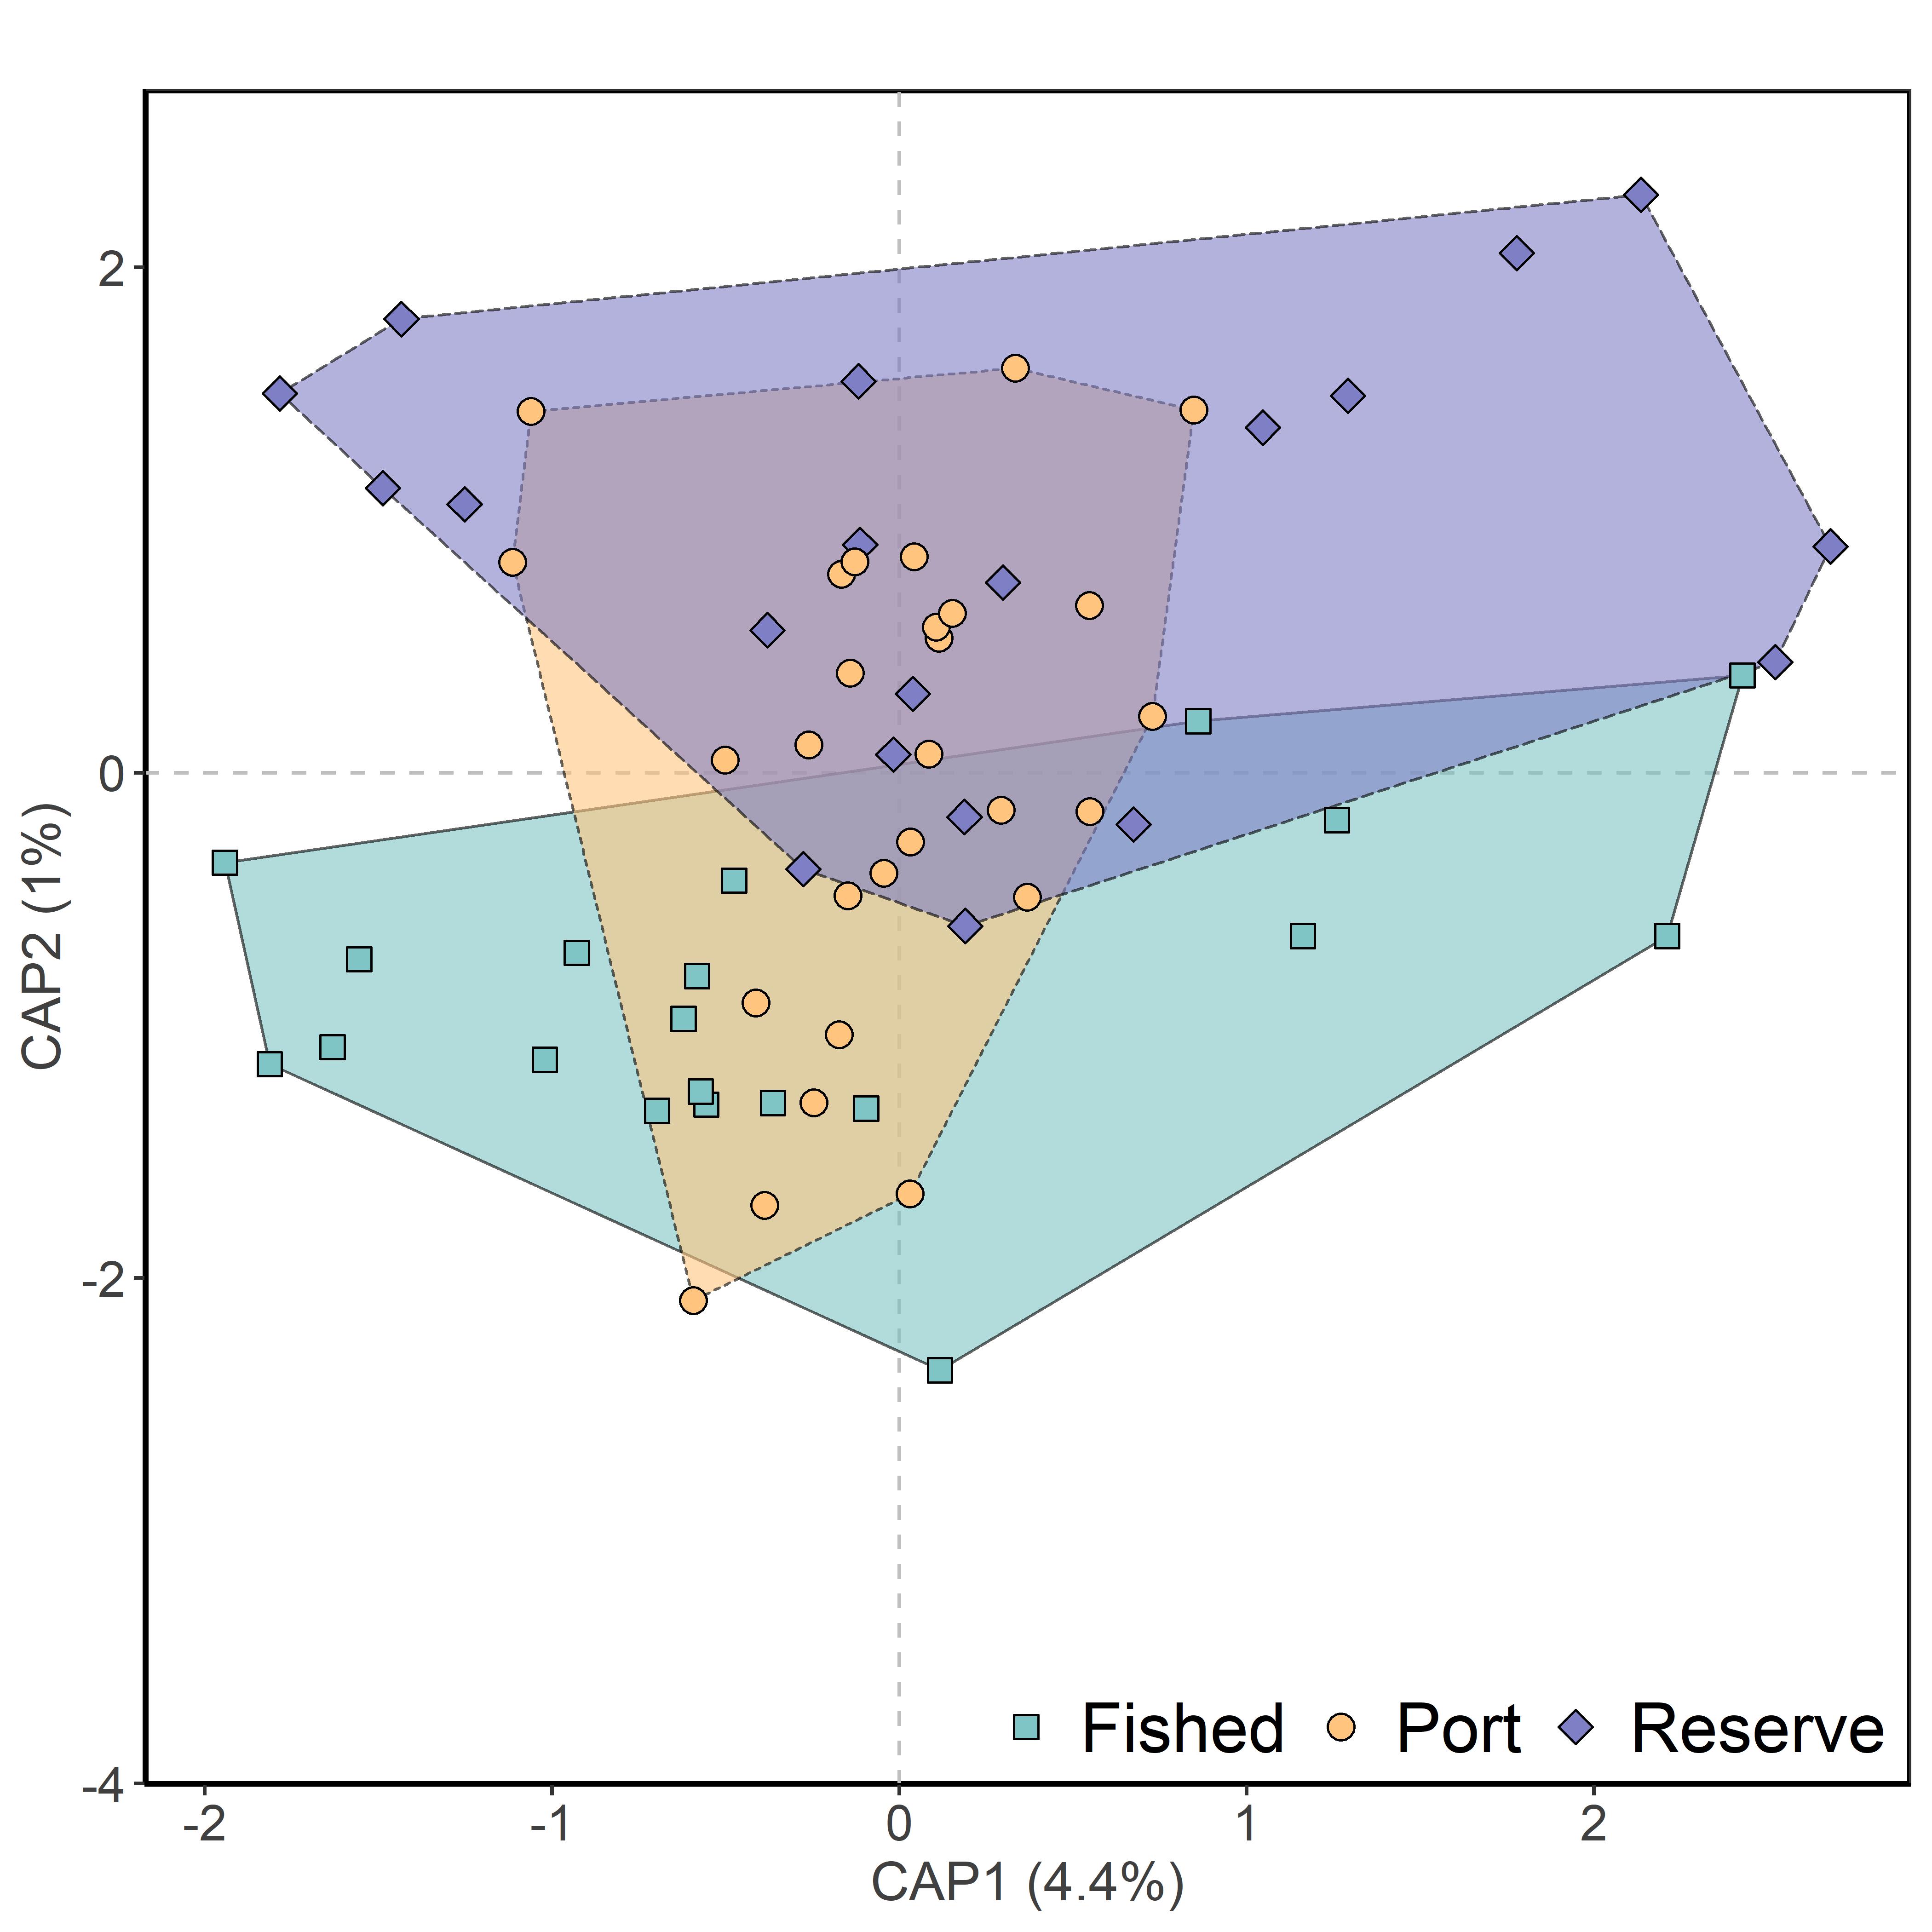 CAP2 (1%)
2
0
-2
-4
-2 -1 0 1 2
CAP1 (4.4%)
Fished Port Reserve